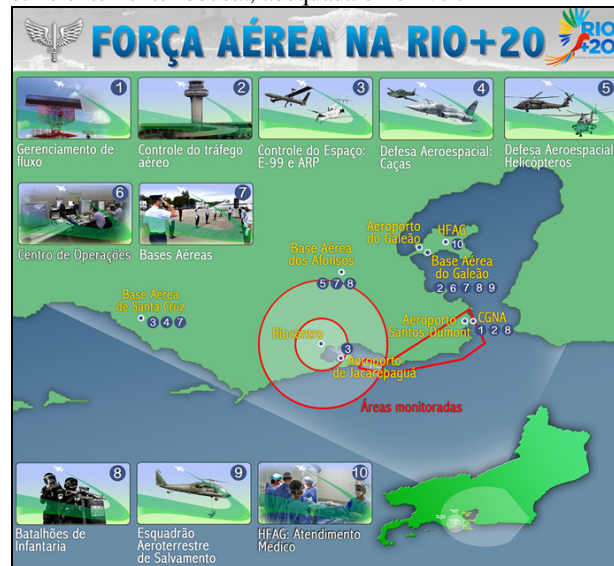 FORÇA AÉREA NA RIO+20
RIO
+20
1
2
3
4
5
Gerenciamento de
fluxo
Controle do tráfego
aéreo
Controle do Espaço:
E-99 e ARP
Defesa Aeroespacial:
Caças
Defesa Aeroespacial
Helicópteros
6
7
Centro de Operações
Bases Aéreas
Aeroporto
do Galeão
HFAG
10
Base Aérea
do Galeão
2 6 7 8 9
Base Aérea
dos Afonsos
5 7 8
Base Aérea
de Santa Cruz
3 4 7
Aeroporto
Santos Dumont
CGNA
1 2 8
Riocentro
3
Aeroporto
de Jacarepaguá
Áreas monitoradas
8
9
10
Batalhões de
Infantaria
Esquadrão
Aeroterrestre
de Salvamento
HFAG: Atendimento
Médico